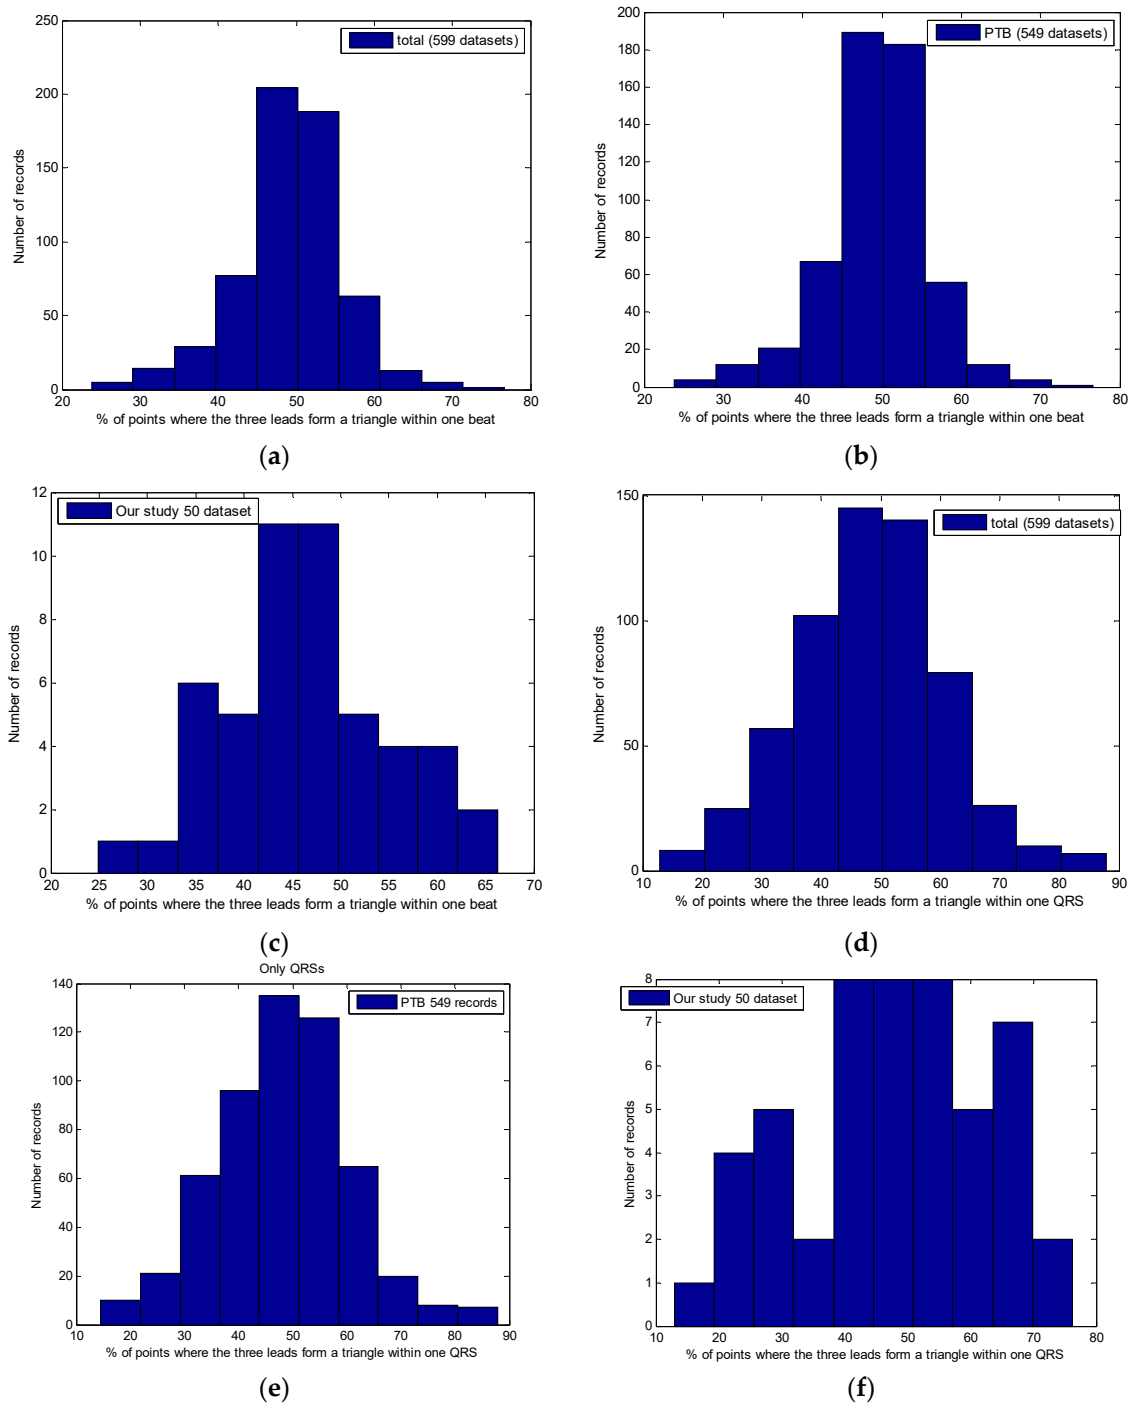 250
200
150
100
50
0
Number of records
total (599 datasets)
20 30 40 50 60 70 80
% of points where the three leads form a triangle within one beat
(a)
200
180
160
140
120
100
80
60
40
20
0
Number of records
PTB (549 datasets)
20 30 40 50 60 70 80
% of points where the three leads form a triangle within one beat
(b)
12
10
8
6
4
2
0
Number of records
Our study 50 dataset
20 25 30 35 40 45 50 55 60 65 70
% of points where the three leads form a triangle within one beat
(c)
150
100
50
0
Number of records
total (599 datasets)
10 20 30 40 50 60 70 80 90
% of points where the three leads form a triangle within one QRS
(d)
Only QRSs
140
120
100
80
60
40
20
0
Number of records
PTB 549 records
10 20 30 40 50 60 70 80 90
% of points where the three leads form a triangle within one QRS
(e)
8
7
6
5
4
3
2
1
0
Number of records
Our study 50 dataset
10 20 30 40 50 60 70 80
% of points where the three leads form a triangle within one QRS
(f)